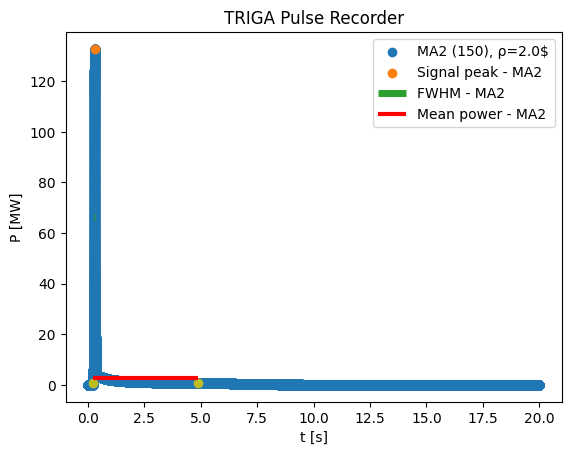 TRIGA Pulse Recorder
MA2 (150), ρ=2.0$
Signal peak - MA2
FWHM - MA2
Mean power - MA2
P [MW]
120
100
80
60
40
20
0
0.0 2.5 5.0 7.5 10.0 12.5 15.0 17.5 20.0
t [s]